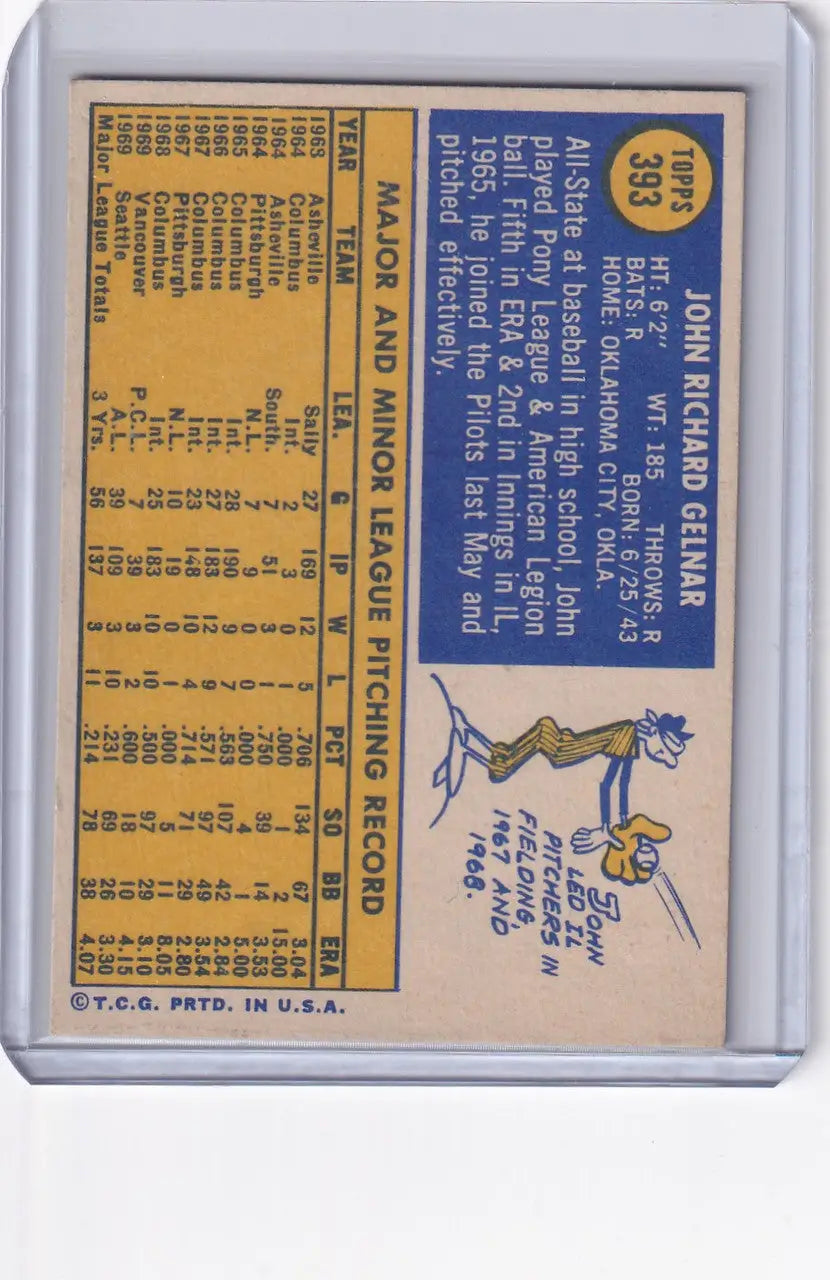 TOPPS
393
JOHN RICHARD GELNAR
HT: 6'2" WT: 185 THROWS: R
BATS: R BORN: 6/25/43
HOME: OKLAHOMA CITY, OKLA.
All-State at baseball in high school, John
played Pony League & American Legion
ball. Fifth in ERA & 2nd in Innings in IL,
1965, he joined the Pilots last May and
pitched effectively.
JOHN
LED IL
PITCHERS IN
FIELDING,
1967 AND
1968.
MAJOR AND MINOR LEAGUE PITCHING RECORD
YEAR TEAM LEA. G IP W L PCT SO BB ERA
1963 Asheville Sally 27 169 12 5 .706 134 67 3.04
1964 Columbus Int. 2 3 0 1 .000 1 2 15.00
1964 Asheville South. 7 51 3 1 .750 39 14 3.53
1964 Pittsburgh N.L. 7 9 0 0 .000 4 1 5.00
1965 Columbus Int. 28 190 9 7 .563 107 42 2.84
1966 Columbus Int. 27 183 12 9 .571 97 49 3.54
1967 Columbus Int. 23 148 10 4 .714 71 29 2.80
1967 Pittsburgh N.L. 10 19 0 1 .000 5 11 8.05
1968 Columbus Int. 25 183 10 10 .500 97 29 3.10
1969 Vancouver P.C.L. 7 39 3 2 .600 18 10 4.15
1969 Seattle A.L. 39 109 3 10 .231 69 26 3.30
Major League Totals 3 Yrs. 56 137 3 11 .214 78 38 4.07
©T.C.G. PRTD. IN U.S.A.